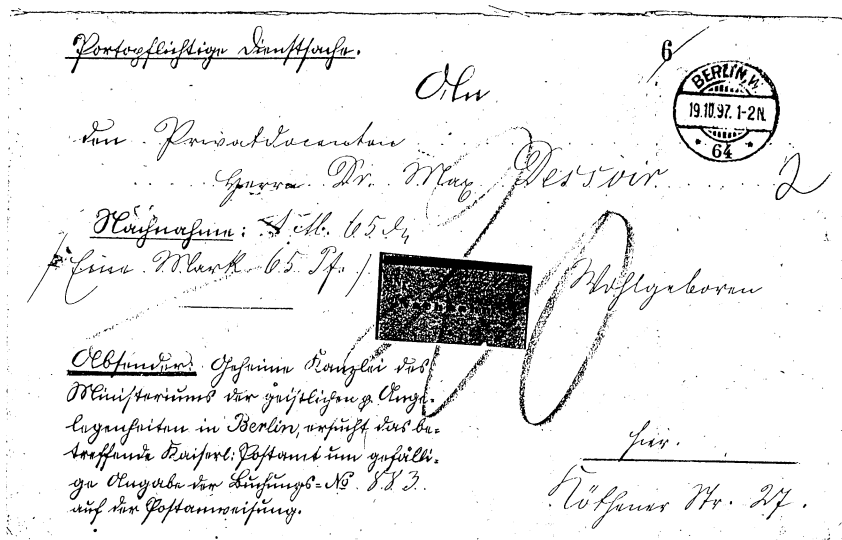 Portopflichtige Dienstsache.
6
An
BERLIN, W.
19.10.97. 1-2N.
64
den Privatdocenten
Herrn Dr. Max Dessoir
2
Nachnahme: 1 M. 65 Pf.
/: Eine Mark 65 Pf. :/
Wohlgeboren
Absender: Geheime Kanzlei des
Ministeriums der geistlichen p. Ange-
legenheiten in Berlin, ersucht das be-
treffende Kaiserl: Postamt um gefälli-
ge Angabe der Buchungs-No 883.
auf der Postanweisung.
hier.
Köthener Str. 27.